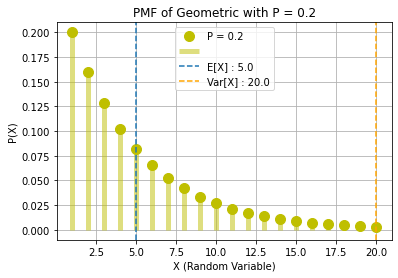 PMF of Geometric with P = 0.2
P = 0.2
E[X] : 5.0
Var[X] : 20.0
P(X)
0.200
0.175
0.150
0.125
0.100
0.075
0.050
0.025
0.000
2.5 5.0 7.5 10.0 12.5 15.0 17.5 20.0
X (Random Variable)